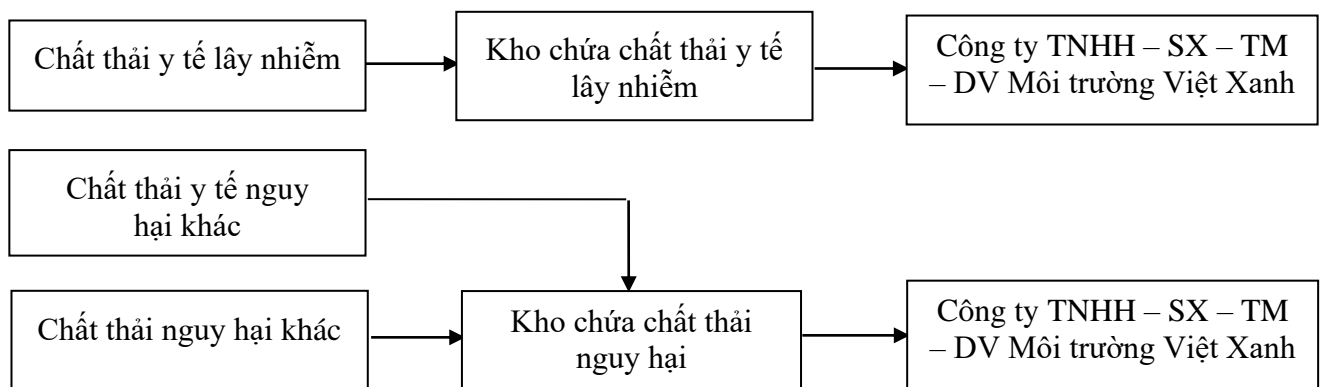 Chất thải y tế lây nhiễm
Kho chứa chất thải y tế
lây nhiễm
Công ty TNHH – SX – TM
– DV Môi trường Việt Xanh
Chất thải y tế nguy
hại khác
Chất thải nguy hại khác
Kho chứa chất thải
nguy hại
Công ty TNHH – SX – TM
– DV Môi trường Việt Xanh